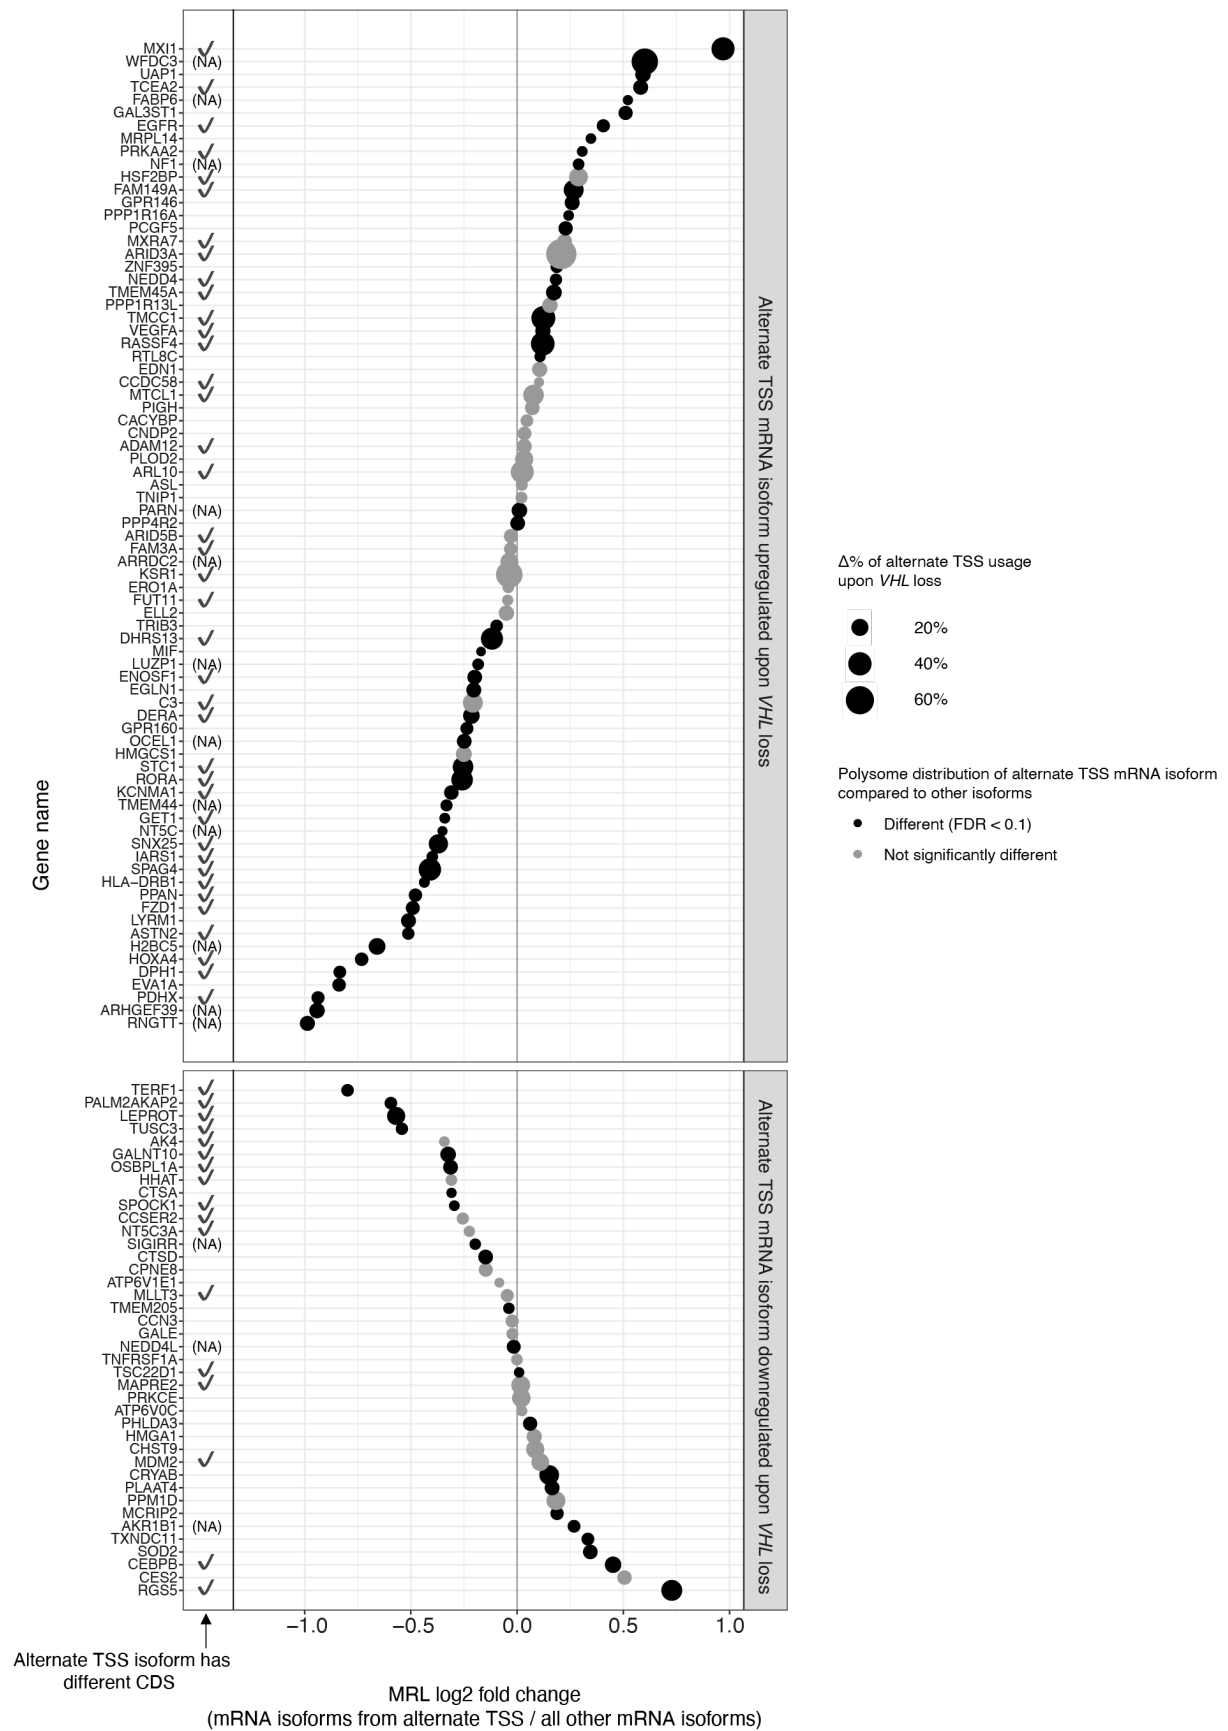 MXI1
WFDC3 (NA)
UAP1
TCEA2
FABP6 (NA)
GAL3ST1
EGFR
MRPL14
PRKAA2
NF1 (NA)
HSF2BP
FAM149A
GPR146
PPP1R16A
PCGF5
MXRA7
ARID3A
ZNF395
NEDD4
TMEM45A
PPP1R13L
TMCC1
VEGFA
RASSF4
RTL8C
EDN1
CCDC58
MTCL1
PIGH
CACYBP
CNDP2
ADAM12
PLOD2
ARL10
ASL
TNIP1
PARN (NA)
PPP4R2
ARID5B
FAM3A
ARRDC2 (NA)
KSR1
ERO1A
FUT11
ELL2
TRIB3
DHRS13
MIF
LUZP1 (NA)
ENOSF1
EGLN1
C3
DERA
GPR160
OCEL1 (NA)
HMGCS1
STC1
RORA
KCNMA1
TMEM44 (NA)
GET1
NT5C (NA)
SNX25
IARS1
SPAG4
HLA−DRB1
PPAN
FZD1
LYRM1
ASTN2
H2BC5 (NA)
HOXA4
DPH1
EVA1A
PDHX
ARHGEF39 (NA)
RNGTT (NA)
Alternate TSS mRNA isoform upregulated upon VHL loss
TERF1
PALM2AKAP2
LEPROT
TUSC3
AK4
GALNT10
OSBPL1A
HHAT
CTSA
SPOCK1
CCSER2
NT5C3A
SIGIRR (NA)
CTSD
CPNE8
ATP6V1E1
MLLT3
TMEM205
CCN3
GALE
NEDD4L (NA)
TNFRSF1A
TSC22D1
MAPRE2
PRKCE
ATP6V0C
PHLDA3
HMGA1
CHST9
MDM2
CRYAB
PLAAT4
PPM1D
MCRIP2
AKR1B1 (NA)
TXNDC11
SOD2
CEBPB
CES2
RGS5
Alternate TSS mRNA isoform downregulated upon VHL loss
Gene name
−1.0 −0.5 0.0 0.5 1.0
Alternate TSS isoform has
different CDS
MRL log2 fold change
(mRNA isoforms from alternate TSS / all other mRNA isoforms)
Δ% of alternate TSS usage
upon VHL loss
20%
40%
60%
Polysome distribution of alternate TSS mRNA isoform
compared to other isoforms
Different (FDR < 0.1)
Not significantly different